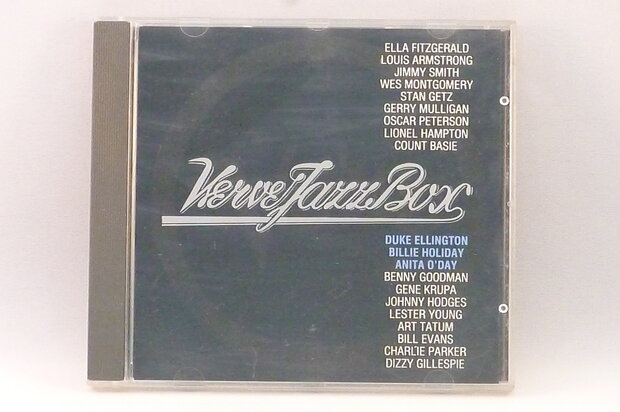 ELLA FITZGERALD
LOUIS ARMSTRONG
JIMMY SMITH
WES MONTGOMERY
STAN GETZ
GERRY MULLIGAN
OSCAR PETERSON
LIONEL HAMPTON
COUNT BASIE
Verve Jazz Box
DUKE ELLINGTON
BILLIE HOLIDAY
ANITA O'DAY
BENNY GOODMAN
GENE KRUPA
JOHNNY HODGES
LESTER YOUNG
ART TATUM
BILL EVANS
CHARLIE PARKER
DIZZY GILLESPIE